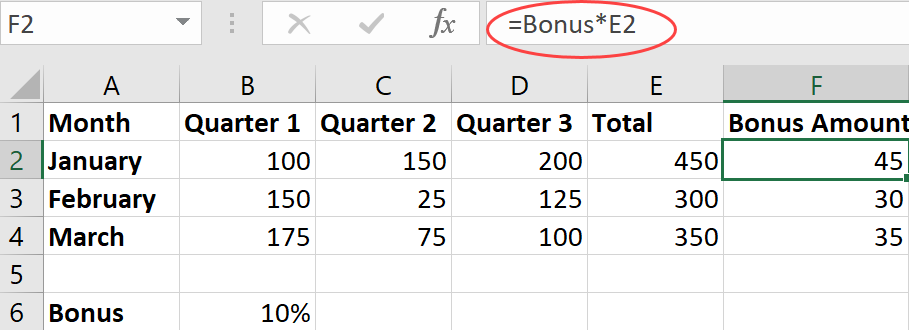 F2 fx =Bonus*E2
A B C D E F
1 Month Quarter 1 Quarter 2 Quarter 3 Total Bonus Amount
2 January 100 150 200 450 45
3 February 150 25 125 300 30
4 March 175 75 100 350 35
5
6 Bonus 10%